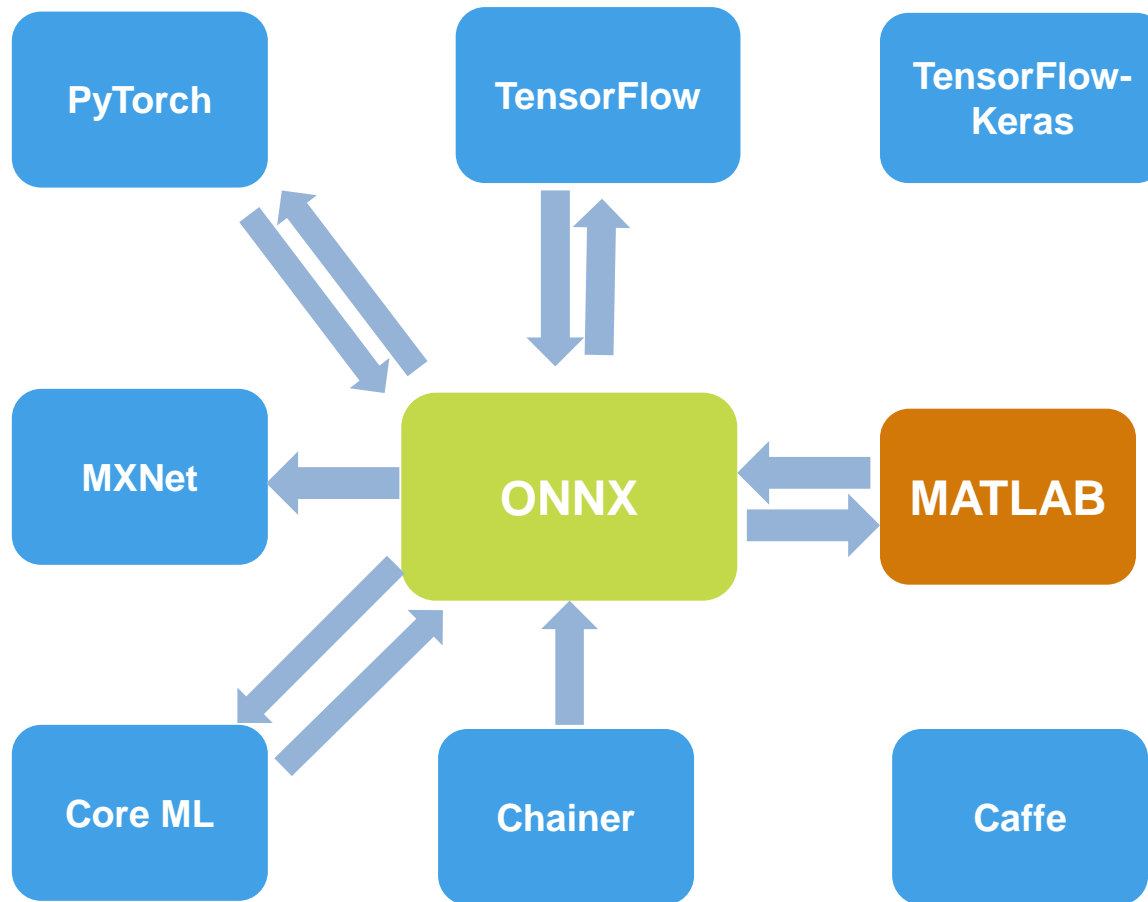 PyTorch
TensorFlow
TensorFlow-
Keras
MXNet
ONNX
MATLAB
Core ML
Chainer
Caffe